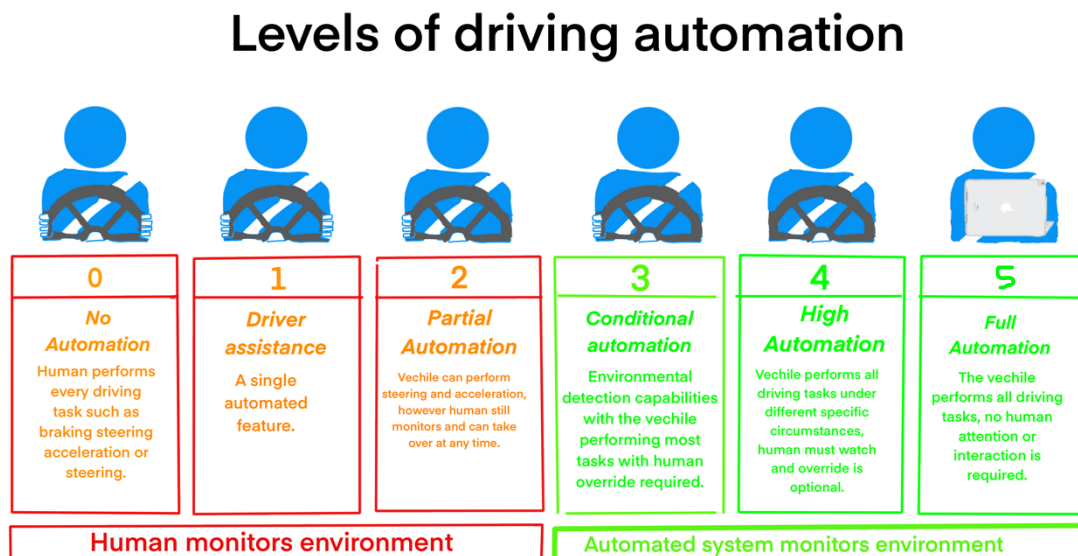 Levels of driving automation
0
No
Automation
Human performs
every driving
task such as
braking steering
acceleration or
steering.
1
Driver
assistance
A single
automated
feature.
2
Partial
Automation
Vechile can perform
steering and acceleration,
however human still
monitors and can take
over at any time.
3
Conditional
automation
Environmental
detection capabilities
with the vechile
performing most
tasks with human
override required.
4
High
Automation
Vechile performs all
driving tasks under
different specific
circumstances,
human must watch
and override is
optional.
5
Full
Automation
The vechile
performs all driving
tasks, no human
attention or
interaction is
required.
Human monitors environment
Automated system monitors environment